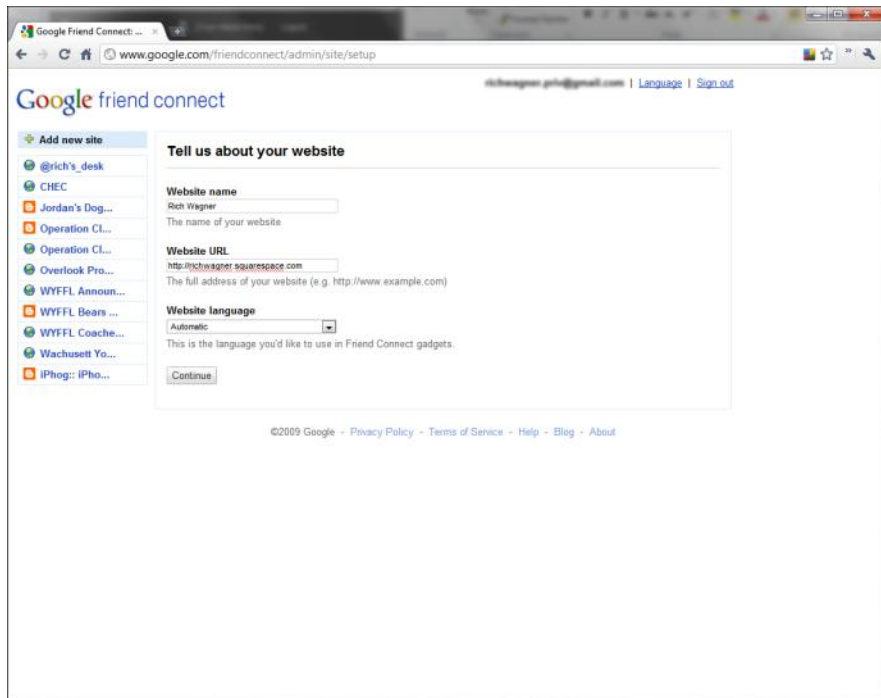 Google Friend Connect: ...
www.google.com/friendconnect/admin/site/setup
| Language | Sign out
Google friend connect
Add new site
@rich's_desk
CHEC
Jordan's Dog...
Operation Cl...
Operation Cl...
Overlook Pro...
WYFFL Announ...
WYFFL Bears ...
WYFFL Coache...
Wachusett Yo...
iPhog:: iPho...
Tell us about your website
Website name
Rich Wagner
The name of your website.
Website URL
http://richwagner.squarespace.com
The full address of your website (e.g. http://www.example.com)
Website language
Automatic
This is the language you'd like to use in Friend Connect gadgets.
Continue
©2009 Google - Privacy Policy - Terms of Service - Help - Blog - About